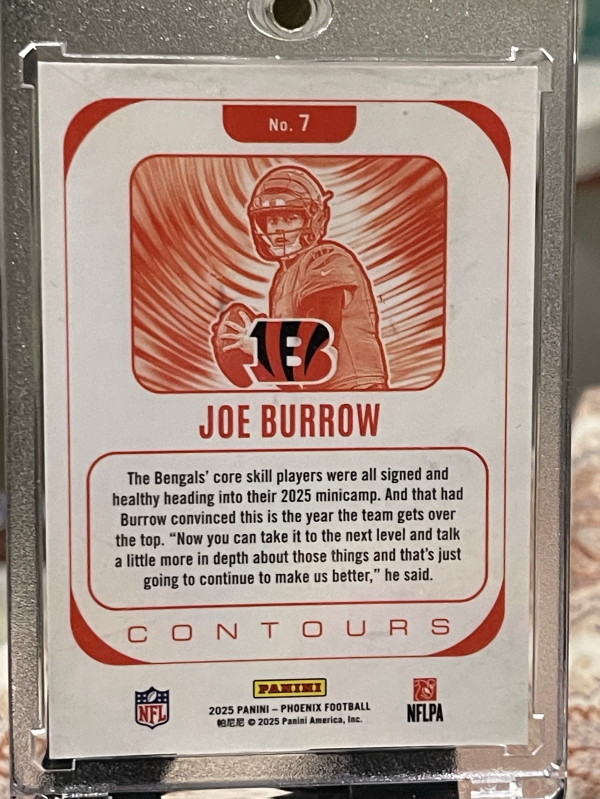 No. 7
B
JOE BURROW
The Bengals' core skill players were all signed and
healthy heading into their 2025 minicamp. And that had
Burrow convinced this is the year the team gets over
the top. “Now you can take it to the next level and talk
a little more in depth about those things and that's just
going to continue to make us better,” he said.
CONTOURS
NFL
PANINI
2025 PANINI – PHOENIX FOOTBALL
帕尼尼 © 2025 Panini America, Inc.
NFLPA